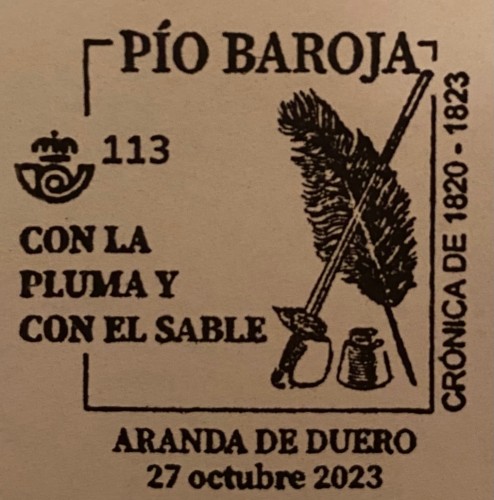 PÍO BAROJA
113
CON LA
PLUMA Y
CON EL SABLE
CRÓNICA DE 1820 - 1823
ARANDA DE DUERO
27 octubre 2023